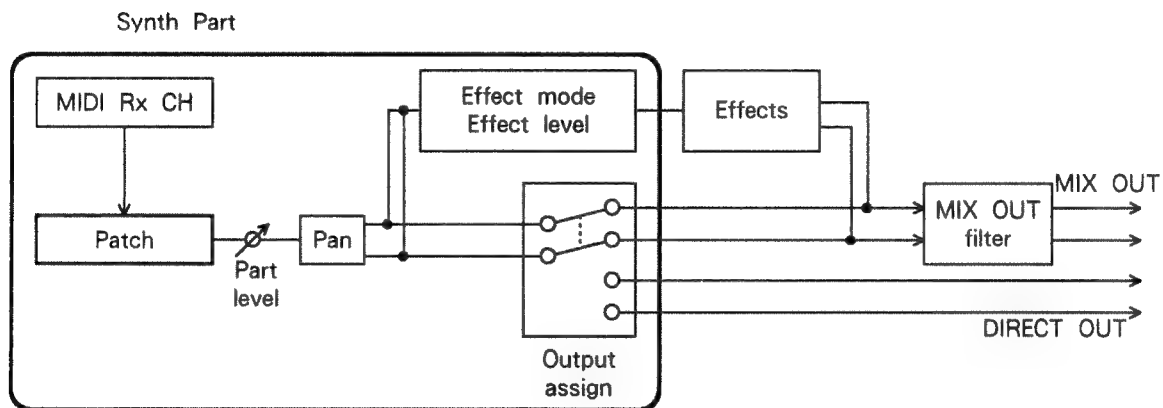 Synth Part
MIDI Rx CH
Effect mode
Effect level
Effects
Patch
Part
level
Pan
Output
assign
MIX OUT
filter
MIX OUT
DIRECT OUT